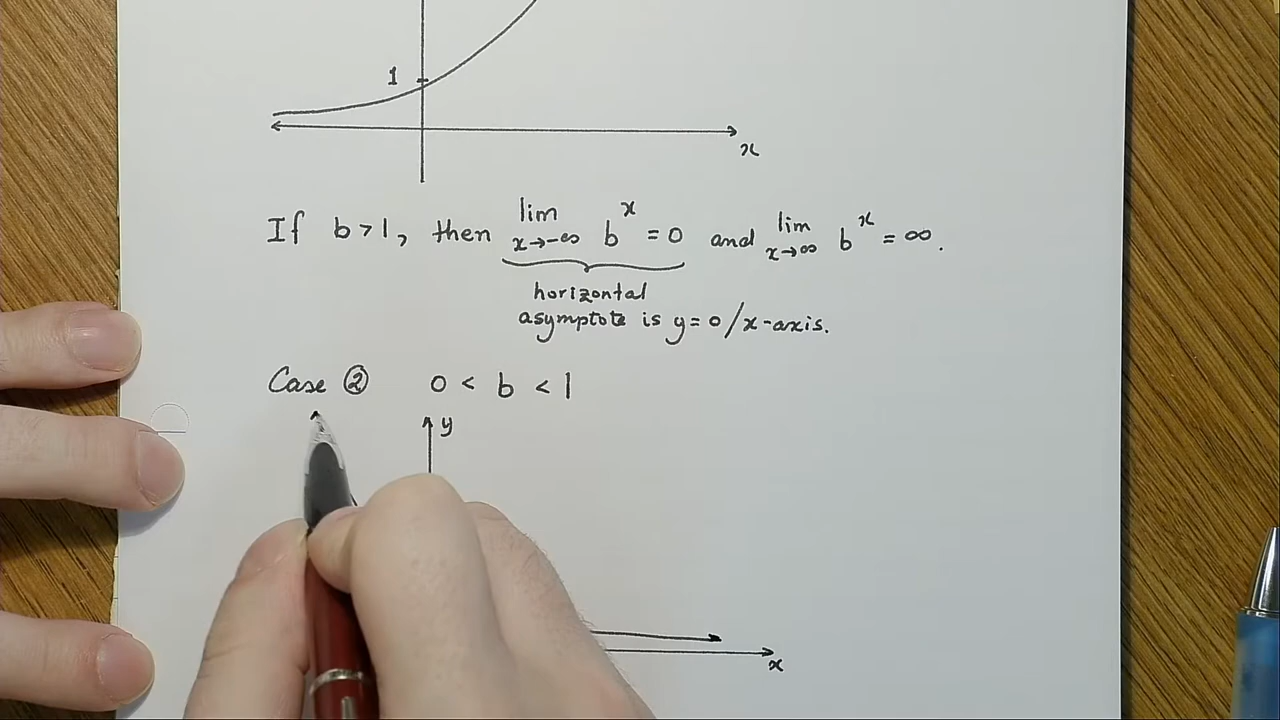 1
x
If b>1, then lim x→-∞ b^x = 0 and lim x→∞ b^x = ∞.
horizontal
asymptote is y=0/x-axis.
Case ② 0 < b < 1
y
x